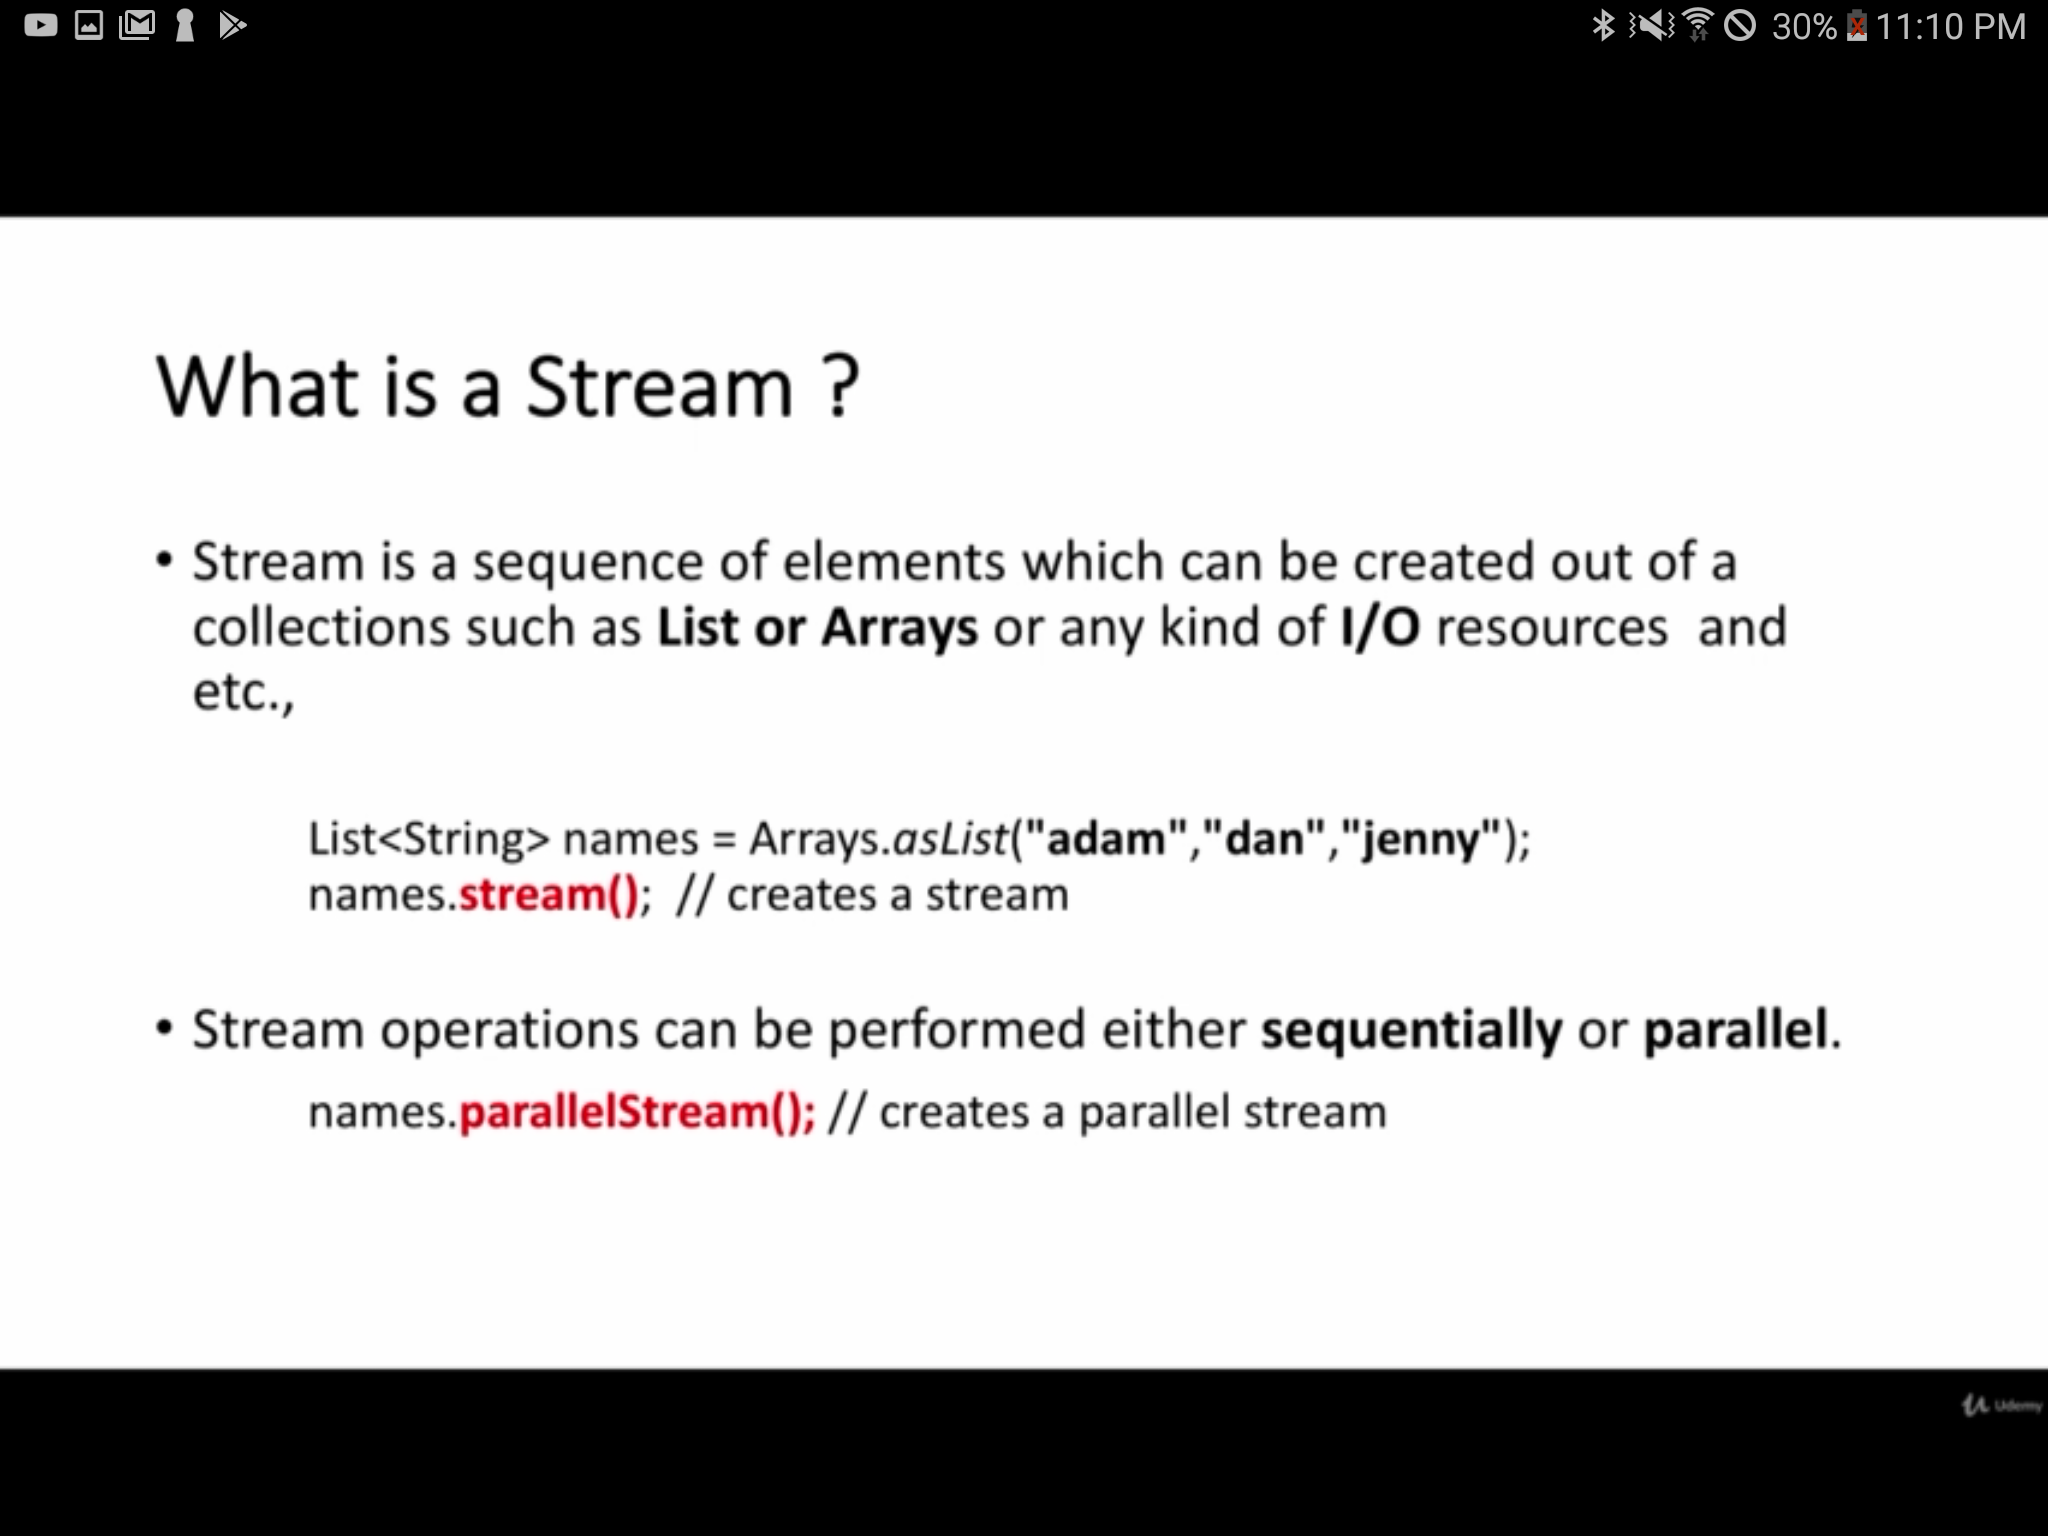 30% 11:10 PM
What is a Stream ?
• Stream is a sequence of elements which can be created out of a
collections such as List or Arrays or any kind of I/O resources  and
etc.,
List<String> names = Arrays.asList("adam","dan","jenny");
names.stream();  // creates a stream
• Stream operations can be performed either sequentially or parallel.
names.parallelStream(); // creates a parallel stream
Udemy